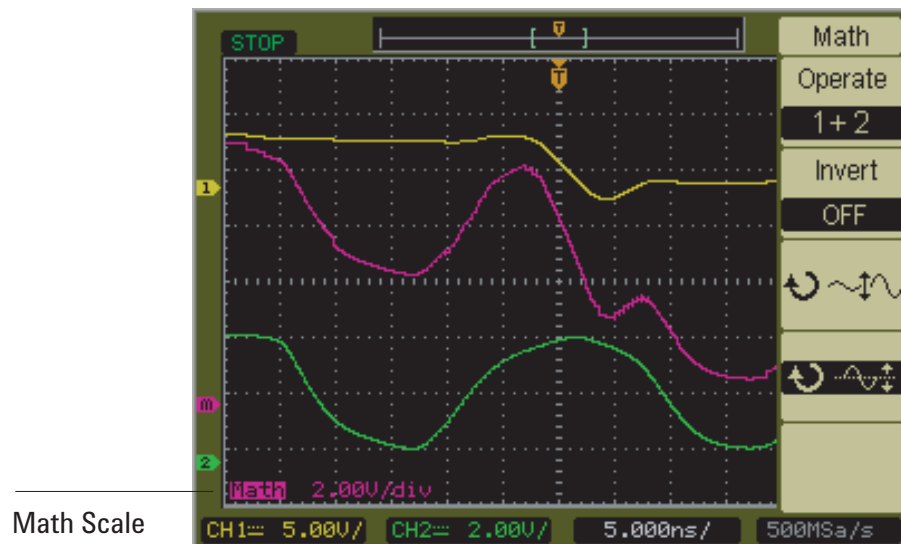 STOP
[ T ]
T
Math
Operate
1+2
Invert
OFF
1
m
2
Math 2.00V/div
Math Scale
CH1 5.00V/ CH2 2.00V/ 5.000ns/ 500MSa/s